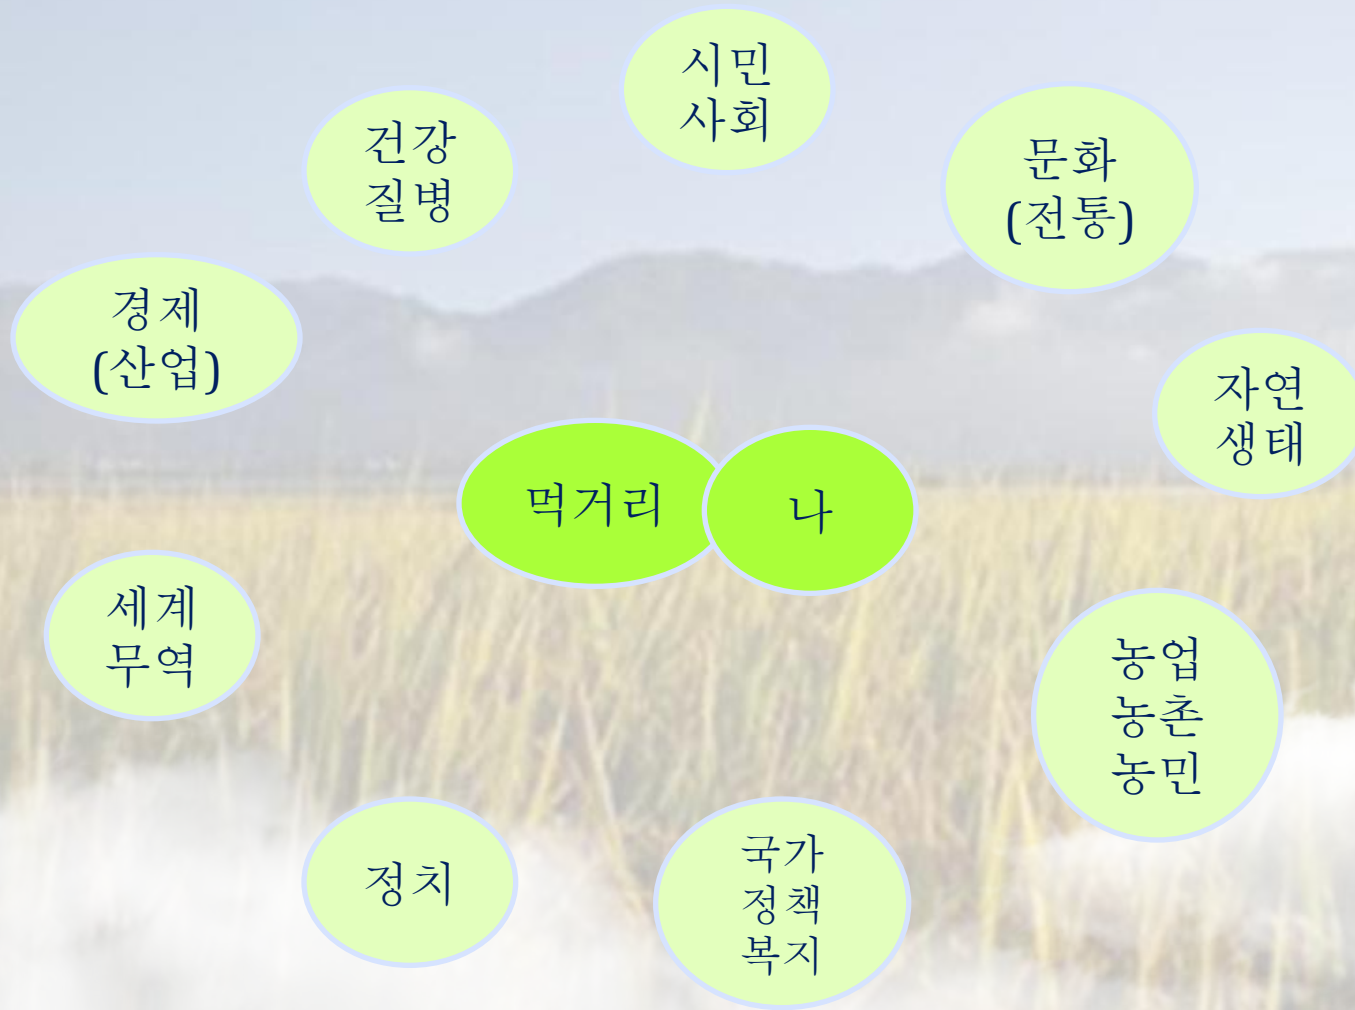 시민
사회
건강
질병
문화
(전통)
경제
(산업)
자연
생태
먹거리
나
세계
무역
농업
농촌
농민
정치
국가
정책
복지